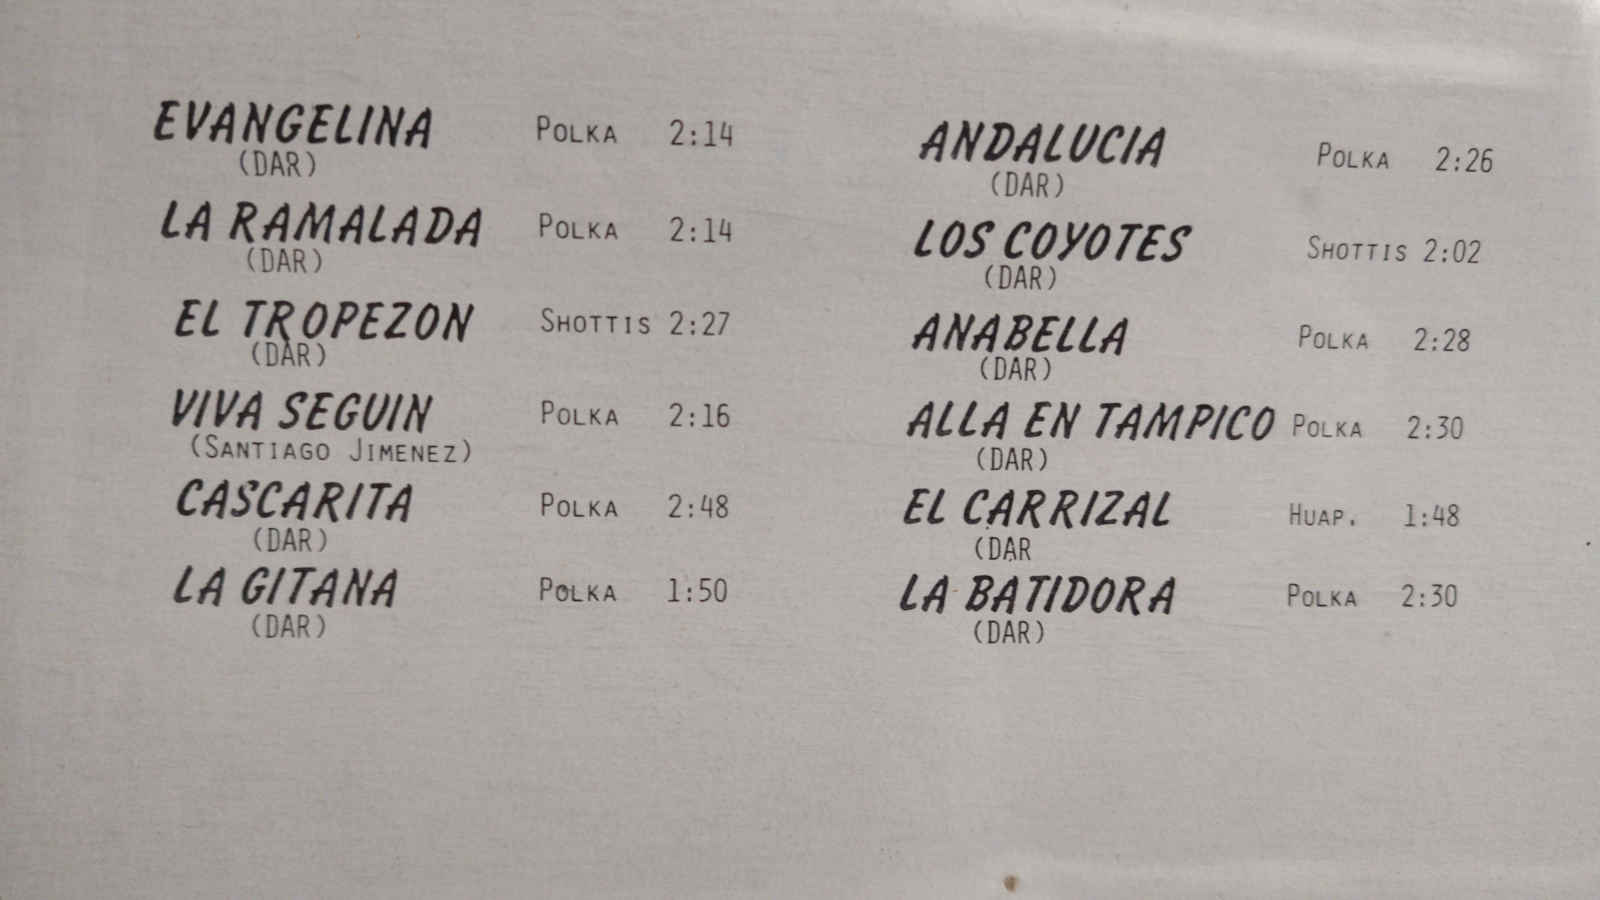 EVANGELINA POLKA 2:14
(DAR)
LA RAMALADA POLKA 2:14
(DAR)
EL TROPEZON SHOTTIS 2:27
(DAR)
VIVA SEGUIN POLKA 2:16
(SANTIAGO JIMENEZ)
CASCARITA POLKA 2:48
(DAR)
LA GITANA POLKA 1:50
(DAR)
ANDALUCIA POLKA 2:26
(DAR)
LOS COYOTES SHOTTIS 2:02
(DAR)
ANABELLA POLKA 2:28
(DAR)
ALLA EN TAMPICO POLKA 2:30
(DAR)
EL CARRIZAL HUAP. 1:48
(DAR
LA BATIDORA POLKA 2:30
(DAR)